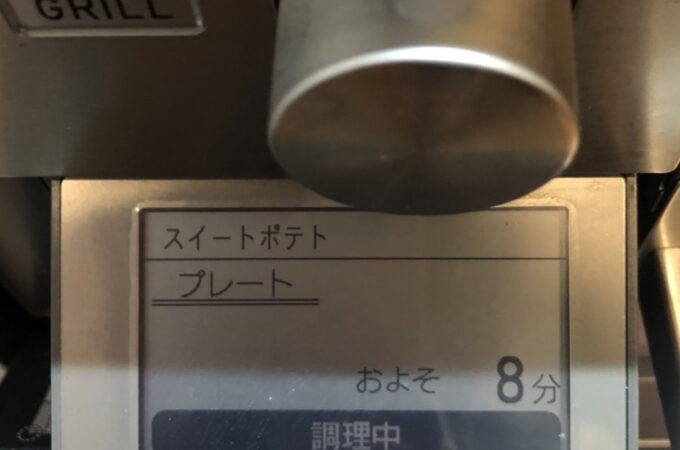 GRILL
スイートポテト
プレート
およそ 8分
調理中